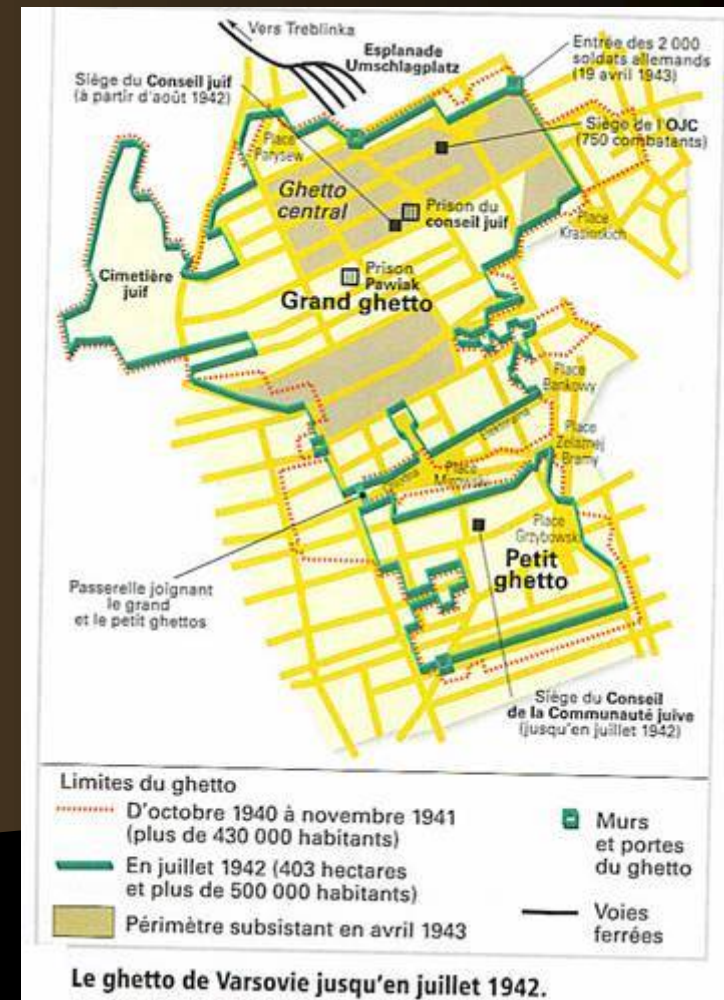 Vers Treblinka
Esplanade
Umschlagplatz
Entrée des 2 000
soldats allemands
(19 avril 1943)
Siège du Conseil juif
(à partir d'août 1942)
Siège de l'OJC
(750 combattants)
Place
Parysew
Ghetto
central
Prison du
conseil juif
Place
Krasieskich
Cimetière
juif
Prison
Pawiak
Grand ghetto
Place
Bankowy
Elektralna
Place
Zelaznej
Bramy
Place
Place
Grzybowski
Petit
ghetto
Passerelle joignant
le grand
et le petit ghettos
Siège du Conseil
de la Communauté juive
(jusqu'en juillet 1942)
Limites du ghetto
D'octobre 1940 à novembre 1941
(plus de 430 000 habitants)
En juillet 1942 (403 hectares
et plus de 500 000 habitants)
Périmètre subsistant en avril 1943
Murs
et portes
du ghetto
Voies
ferrées
Le ghetto de Varsovie jusqu'en juillet 1942.